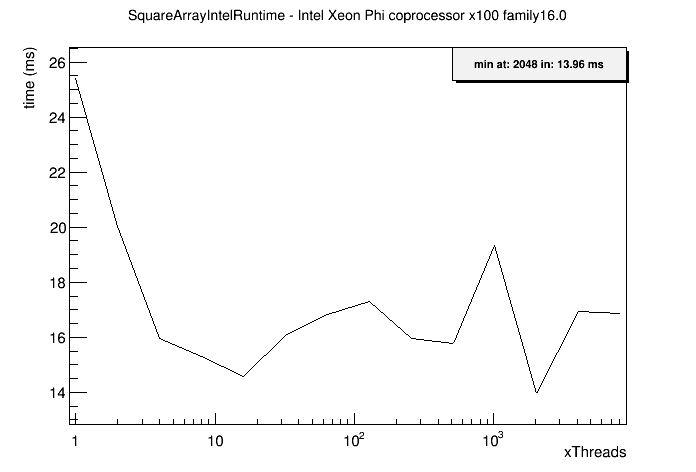 SquareArrayIntelRuntime - Intel Xeon Phi coprocessor x100 family16.0
min at: 2048 in: 13.96 ms
time (ms)
26
24
22
20
18
16
14
1 10 10² 10³
xThreads